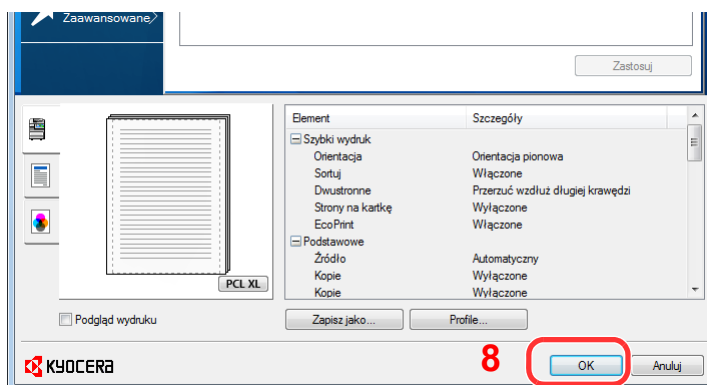 Zaawansowane
Zastosuj
Element Szczegóły
Szybki wydruk
Orientacja Orientacja pionowa
Sortuj Włączone
Dwustronne Przerzuć wzdłuż długiej krawędzi
Strony na kartkę Wyłączone
EcoPrint Włączone
Podstawowe
Źródło Automatyczny
Kopie Wyłączone
Kopie Wyłączone
PCL XL
Podgląd wydruku Zapisz jako... Profile...
KYOCERA 8 OK Anuluj